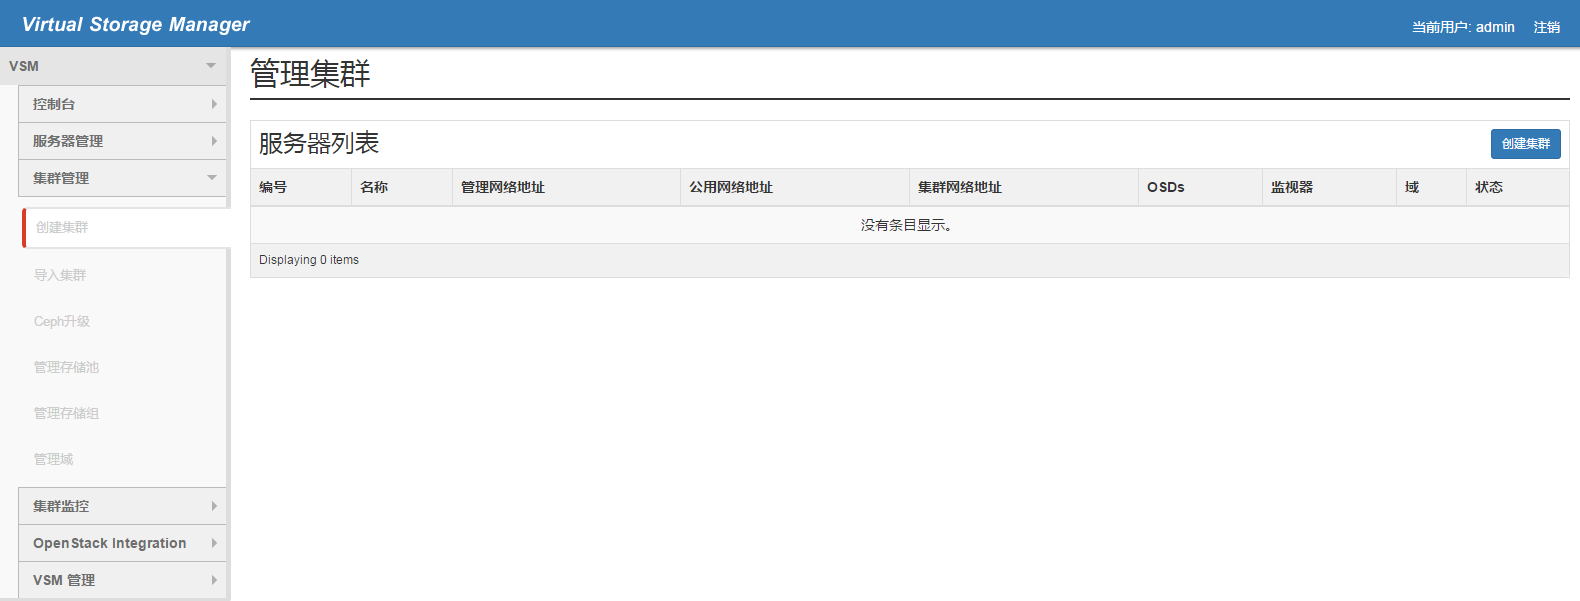 Virtual Storage Manager
当前用户: admin 注销
VSM
控制台
服务器管理
集群管理
创建集群
导入集群
Ceph升级
管理存储池
管理存储组
管理域
集群监控
OpenStack Integration
VSM 管理
管理集群
服务器列表
创建集群
编号 名称 管理网络地址 公用网络地址 集群网络地址 OSDs 监视器 域 状态
没有条目显示。
Displaying 0 items